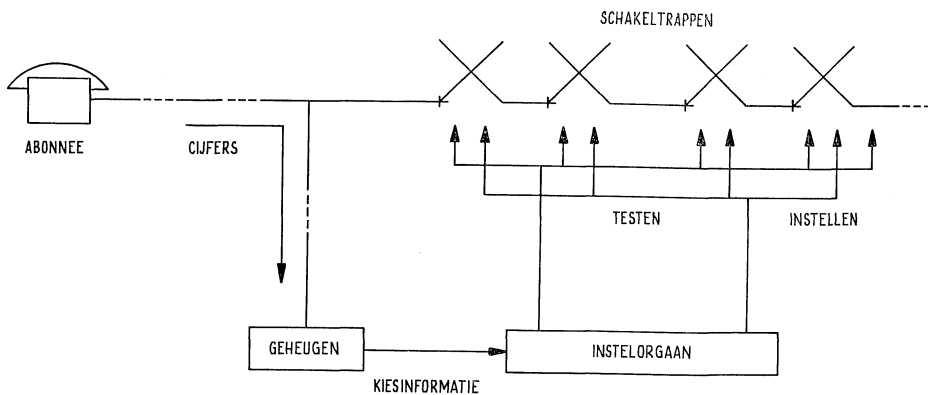 SCHAKELTRAPPEN
ABONNEE
CIJFERS
TESTEN
INSTELLEN
GEHEUGEN
INSTELORGAAN
KIESINFORMATIE